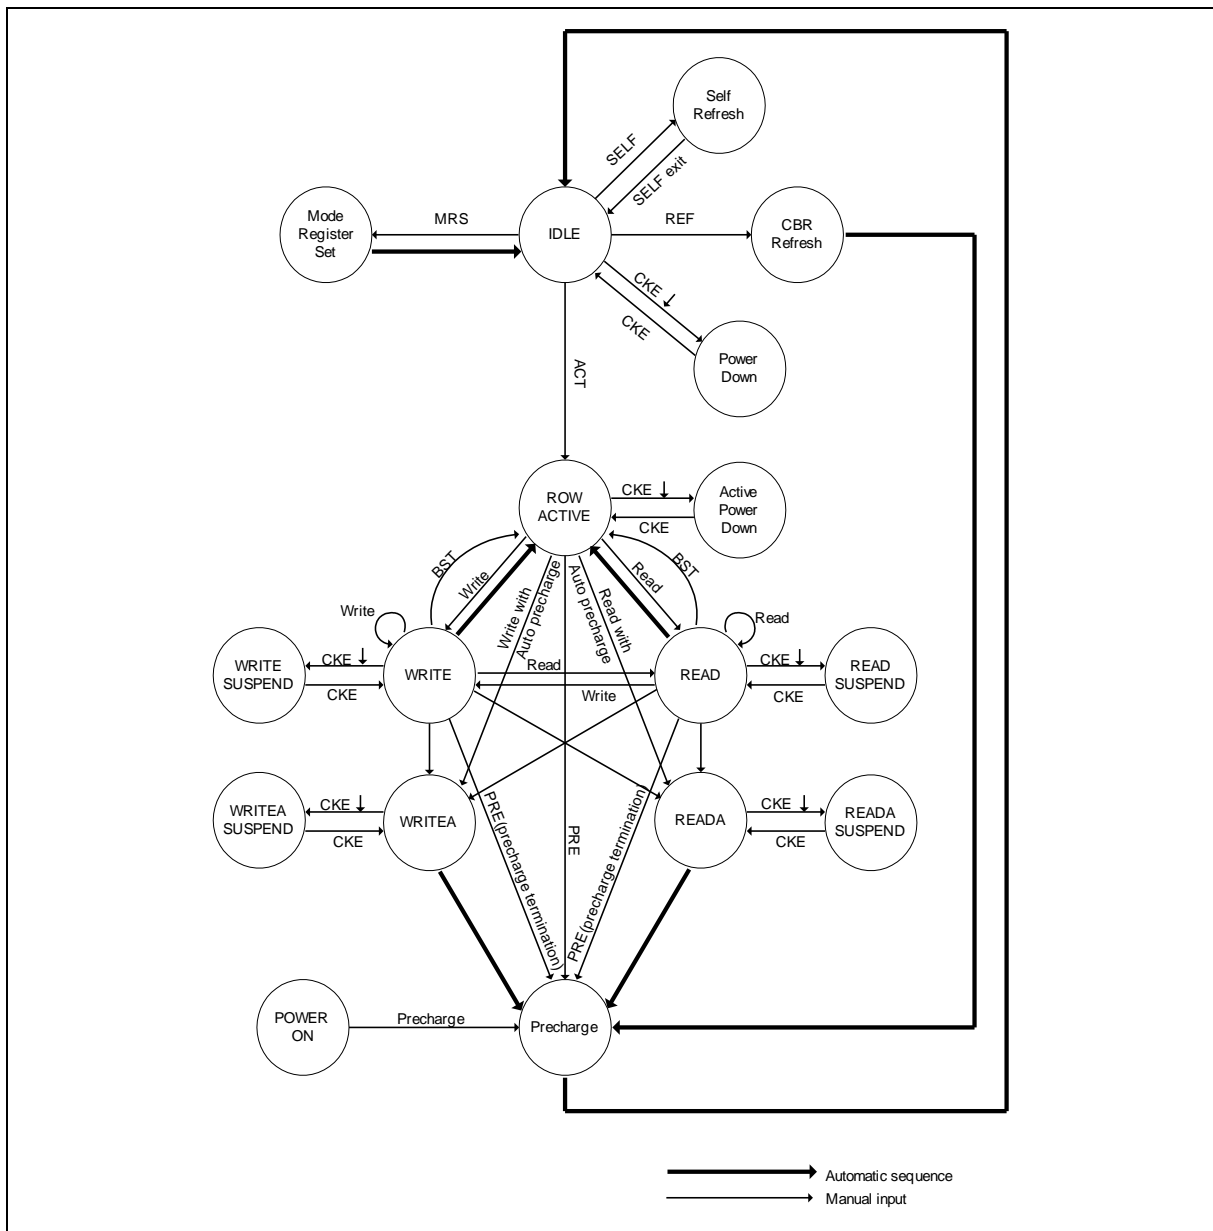 Self
Refresh
SELF
SELF exit
Mode
Register
Set
MRS
IDLE
REF
CBR
Refresh
CKE
CKE
Power
Down
ACT
ROW
ACTIVE
CKE
CKE
Active
Power
Down
BST
Write
Write with
Auto precharge
Auto precharge
Read with
Read
BST
Write
Read
WRITE
SUSPEND
CKE
CKE
WRITE
Read
Write
READ
CKE
CKE
READ
SUSPEND
WRITEA
SUSPEND
CKE
CKE
WRITEA
PRE(precharge termination)
PRE
PRE(precharge termination)
READA
CKE
CKE
READA
SUSPEND
POWER
ON
Precharge
Precharge
Automatic sequence
Manual input